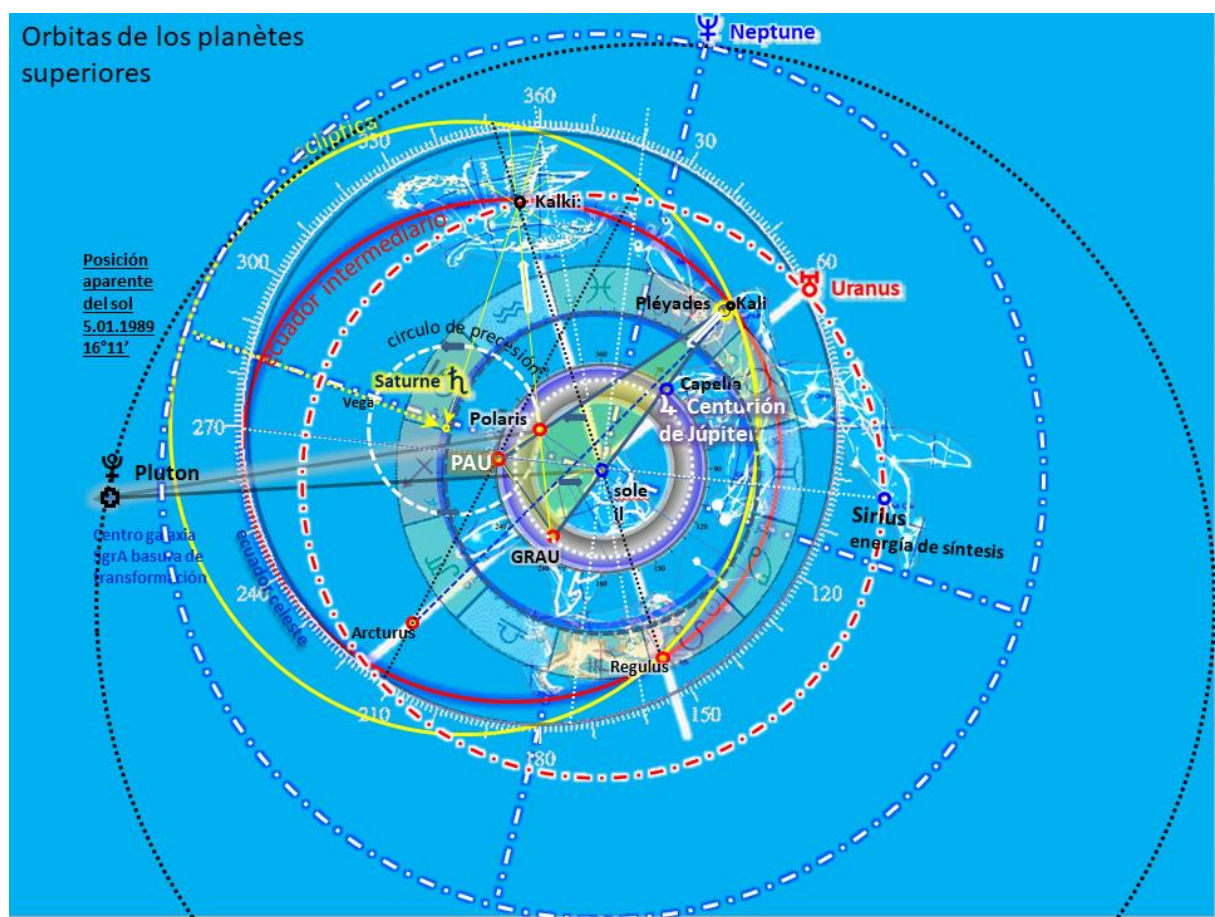 Orbitas de los planètes
superiores
Neptune
360
ecliptica
330
30
Kalki:
Posición
aparente
del sol
5.01.1989
16°11'
300
ecuador intermediario
60
Uranus
Pléyades
Kali
circulo de precesión
Saturne
Vega
Capella
Centurión
de Júpiter
Polaris
270
PAU
Pluton
sole
il
Sirius
energía de síntesis
GRAU
Centro galaxia
SgrA basura de
transformación
240
ecuador celeste
120
Arcturus
Regulus
210
150
180